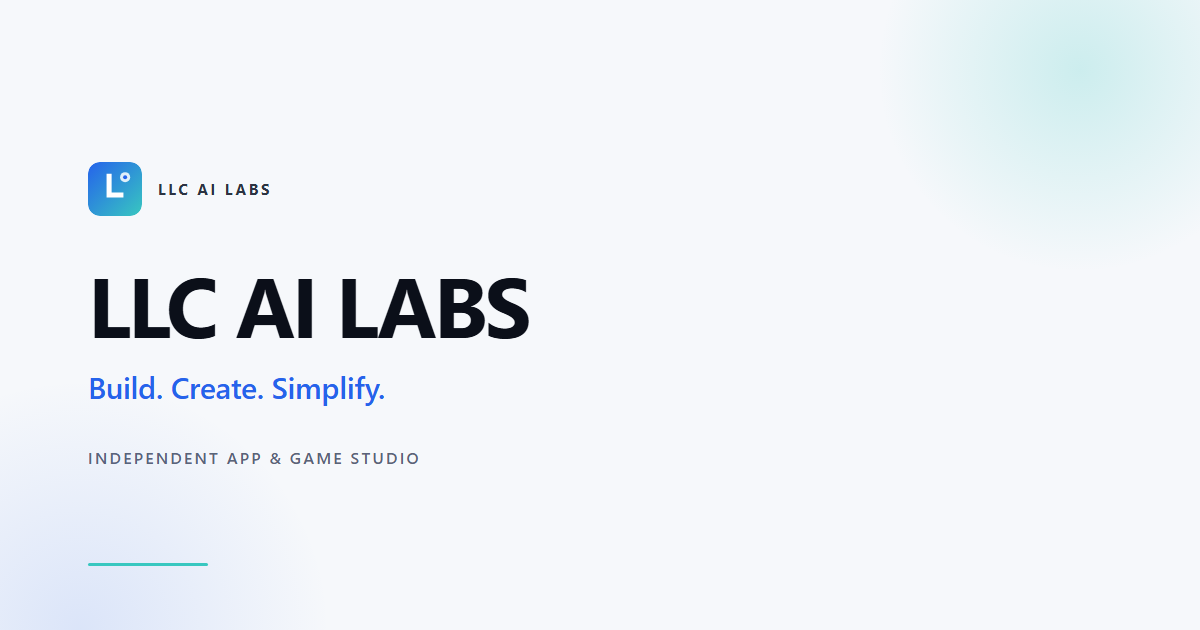 L
LLC AI LABS
LLC AI LABS
Build. Create. Simplify.
INDEPENDENT APP & GAME STUDIO